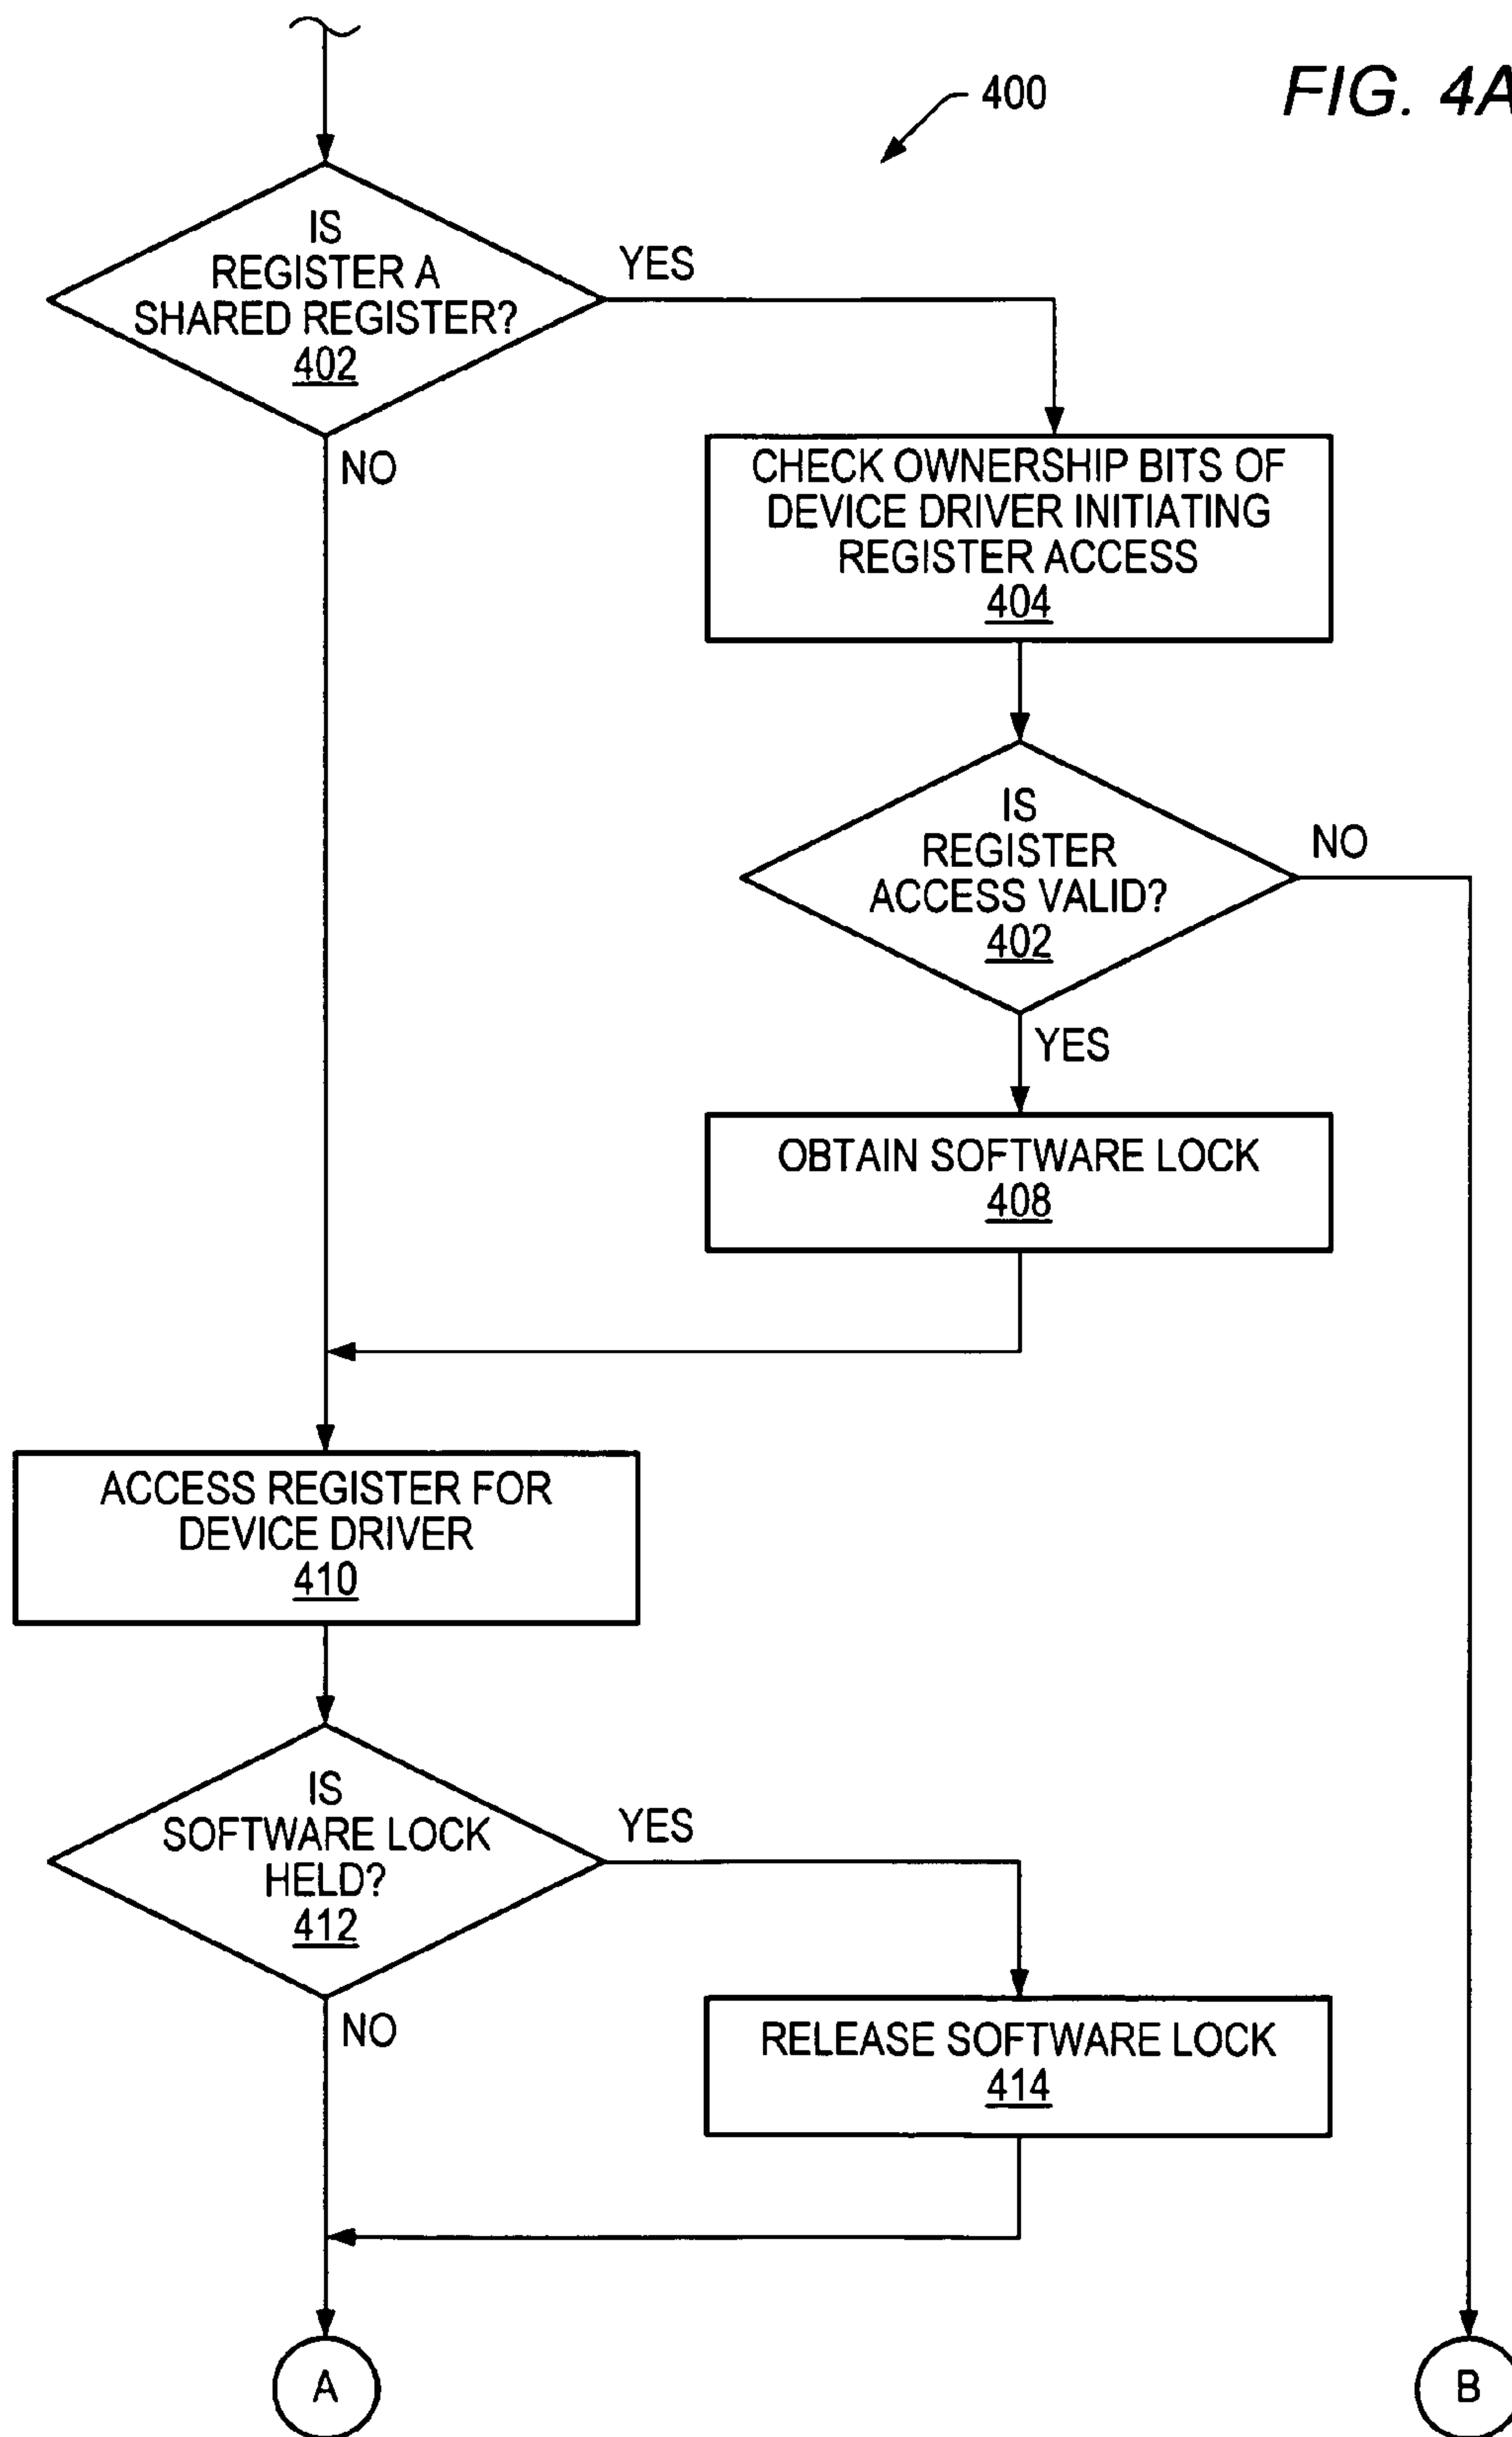 FIG. 4A
400
IS
REGISTER A
SHARED REGISTER?
402
YES
NO
CHECK OWNERSHIP BITS OF
DEVICE DRIVER INITIATING
REGISTER ACCESS
404
IS
REGISTER
ACCESS VALID?
402
NO
YES
OBTAIN SOFTWARE LOCK
408
ACCESS REGISTER FOR
DEVICE DRIVER
410
IS
SOFTWARE LOCK
HELD?
412
YES
NO
RELEASE SOFTWARE LOCK
414
A
B